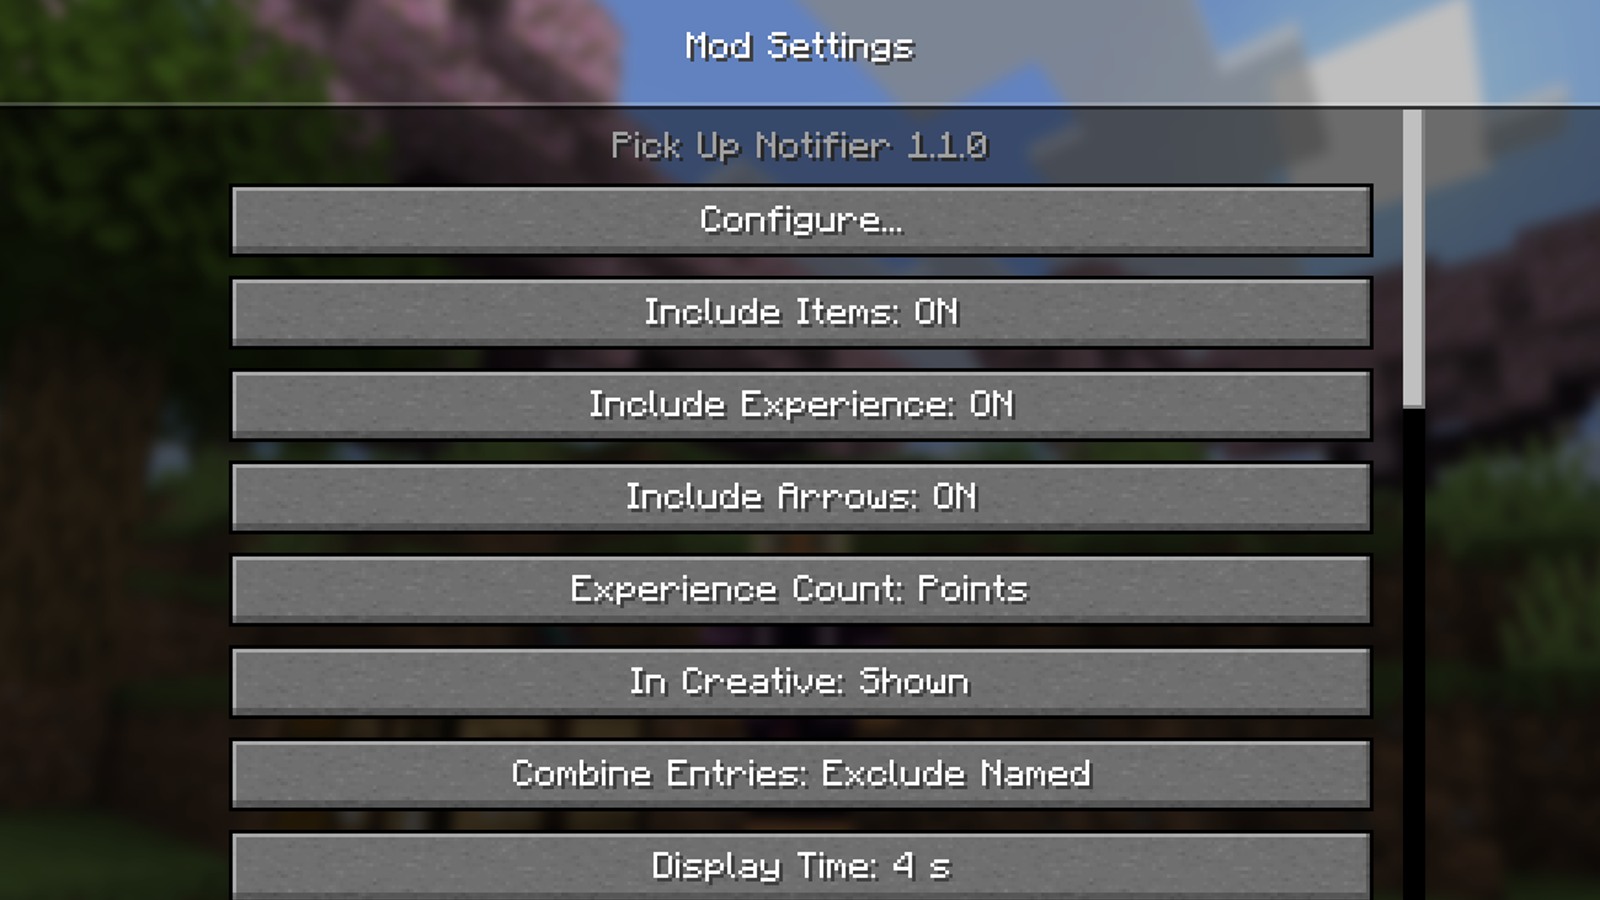 Mod Settings
Pick Up Notifier 1.1.0
Configure...
Include Items: ON
Include Experience: ON
Include Arrows: ON
Experience Count: Points
In Creative: Shown
Combine Entries: Exclude Named
Display Time: 4 s